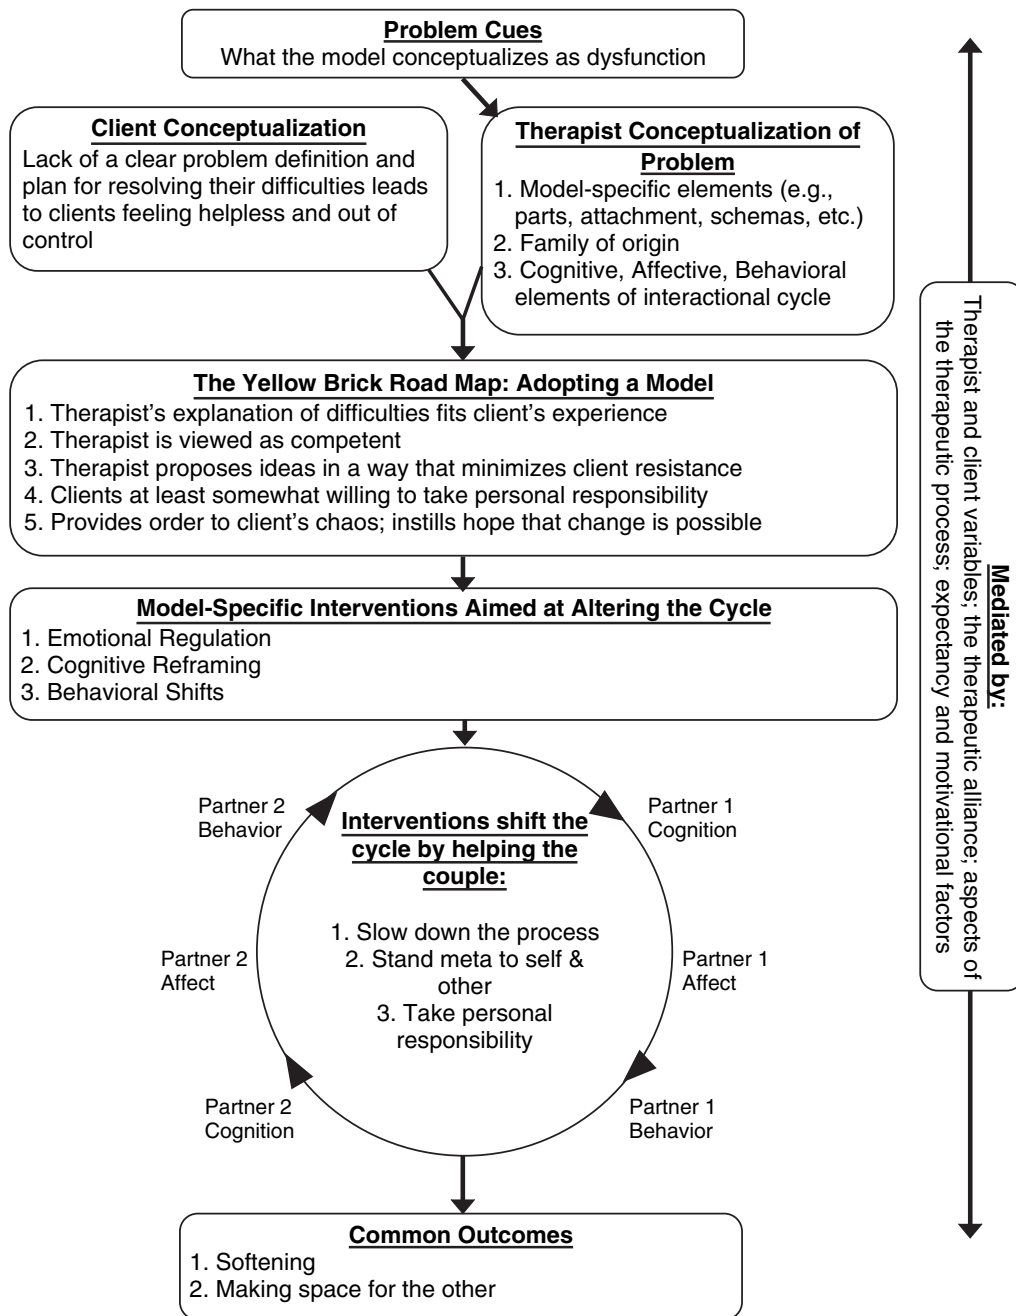 Problem Cues
What the model conceptualizes as dysfunction
Client Conceptualization
Lack of a clear problem definition and
plan for resolving their difficulties leads
to clients feeling helpless and out of
control
Therapist Conceptualization of
Problem
1. Model-specific elements (e.g.,
parts, attachment, schemas, etc.)
2. Family of origin
3. Cognitive, Affective, Behavioral
elements of interactional cycle
The Yellow Brick Road Map: Adopting a Model
1. Therapist's explanation of difficulties fits client's experience
2. Therapist is viewed as competent
3. Therapist proposes ideas in a way that minimizes client resistance
4. Clients at least somewhat willing to take personal responsibility
5. Provides order to client's chaos; instills hope that change is possible
Model-Specific Interventions Aimed at Altering the Cycle
1. Emotional Regulation
2. Cognitive Reframing
3. Behavioral Shifts
Interventions shift the
cycle by helping the
couple:
1. Slow down the process
2. Stand meta to self &
other
3. Take personal
responsibility
Partner 1
Cognition
Partner 1
Affect
Partner 1
Behavior
Partner 2
Cognition
Partner 2
Affect
Partner 2
Behavior
Common Outcomes
1. Softening
2. Making space for the other
Mediated by:
Therapist and client variables; the therapeutic alliance; aspects of
the therapeutic process; expectancy and motivational factors